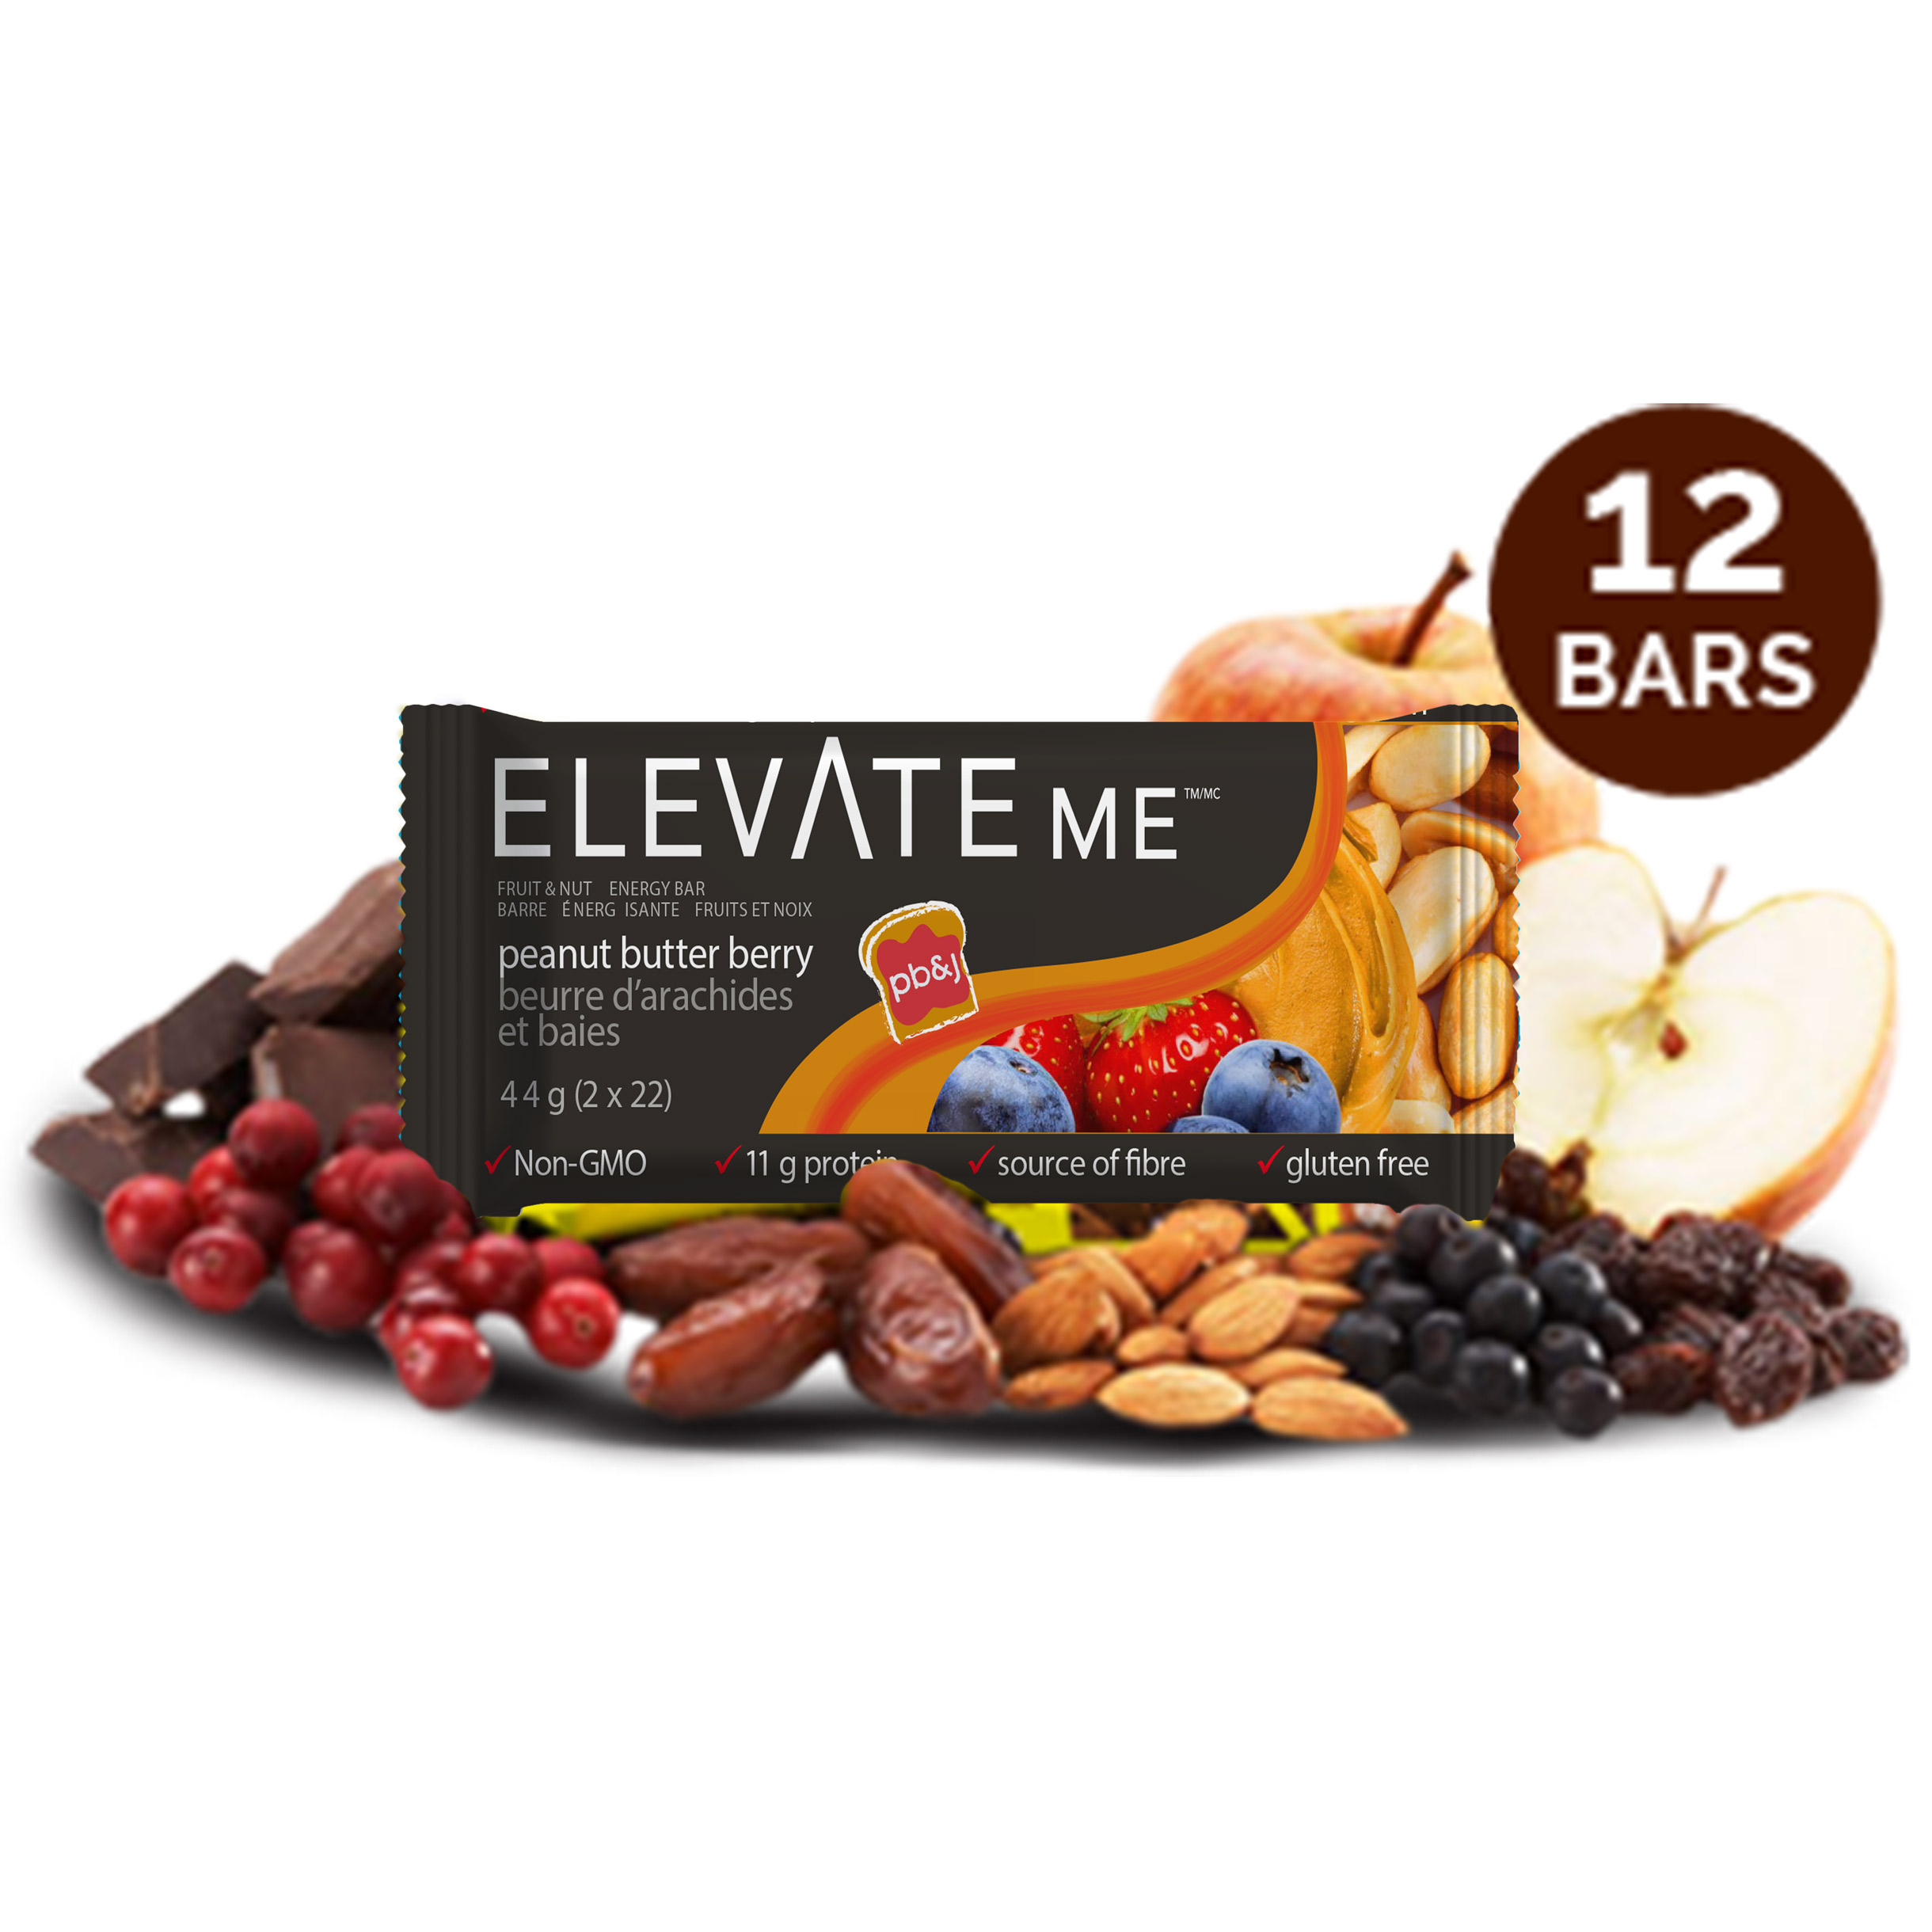 12
BARS
ELEVATE ME TM/MC
FRUIT & NUT ENERGY BAR
BARRE ÉNERG ISANTE FRUITS ET NOIX
peanut butter berry
beurre d'arachides
et baies
pb&j
44 g (2 x 22)
✓Non-GMO ✓11 g protein ✓source of fibre ✓gluten free